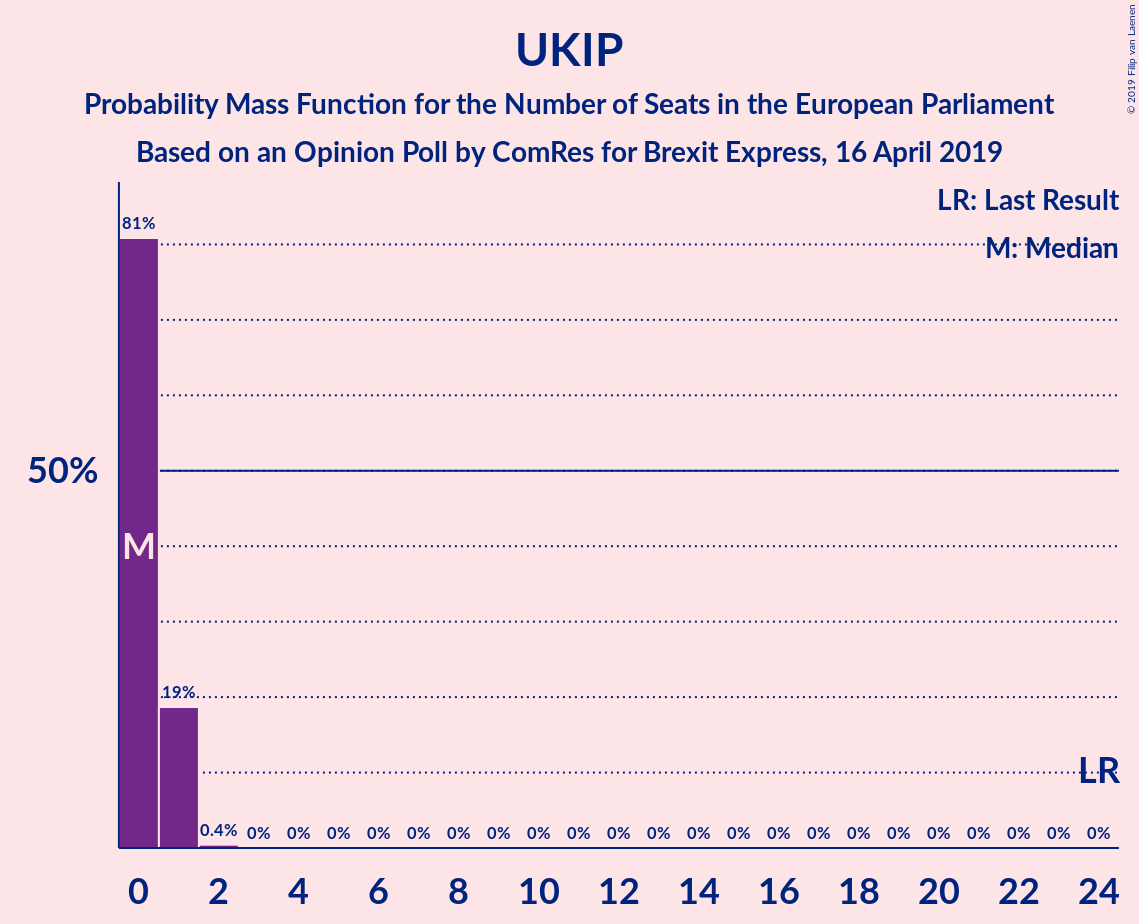 UKIP
Probability Mass Function for the Number of Seats in the European Parliament
Based on an Opinion Poll by ComRes for Brexit Express, 16 April 2019
© 2019 Filip van Laenen
LR: Last Result
M: Median
81%
50%
M
19%
LR
0.4% 0% 0% 0% 0% 0% 0% 0% 0% 0% 0% 0% 0% 0% 0% 0% 0% 0% 0% 0% 0% 0% 0%
0 2 4 6 8 10 12 14 16 18 20 22 24